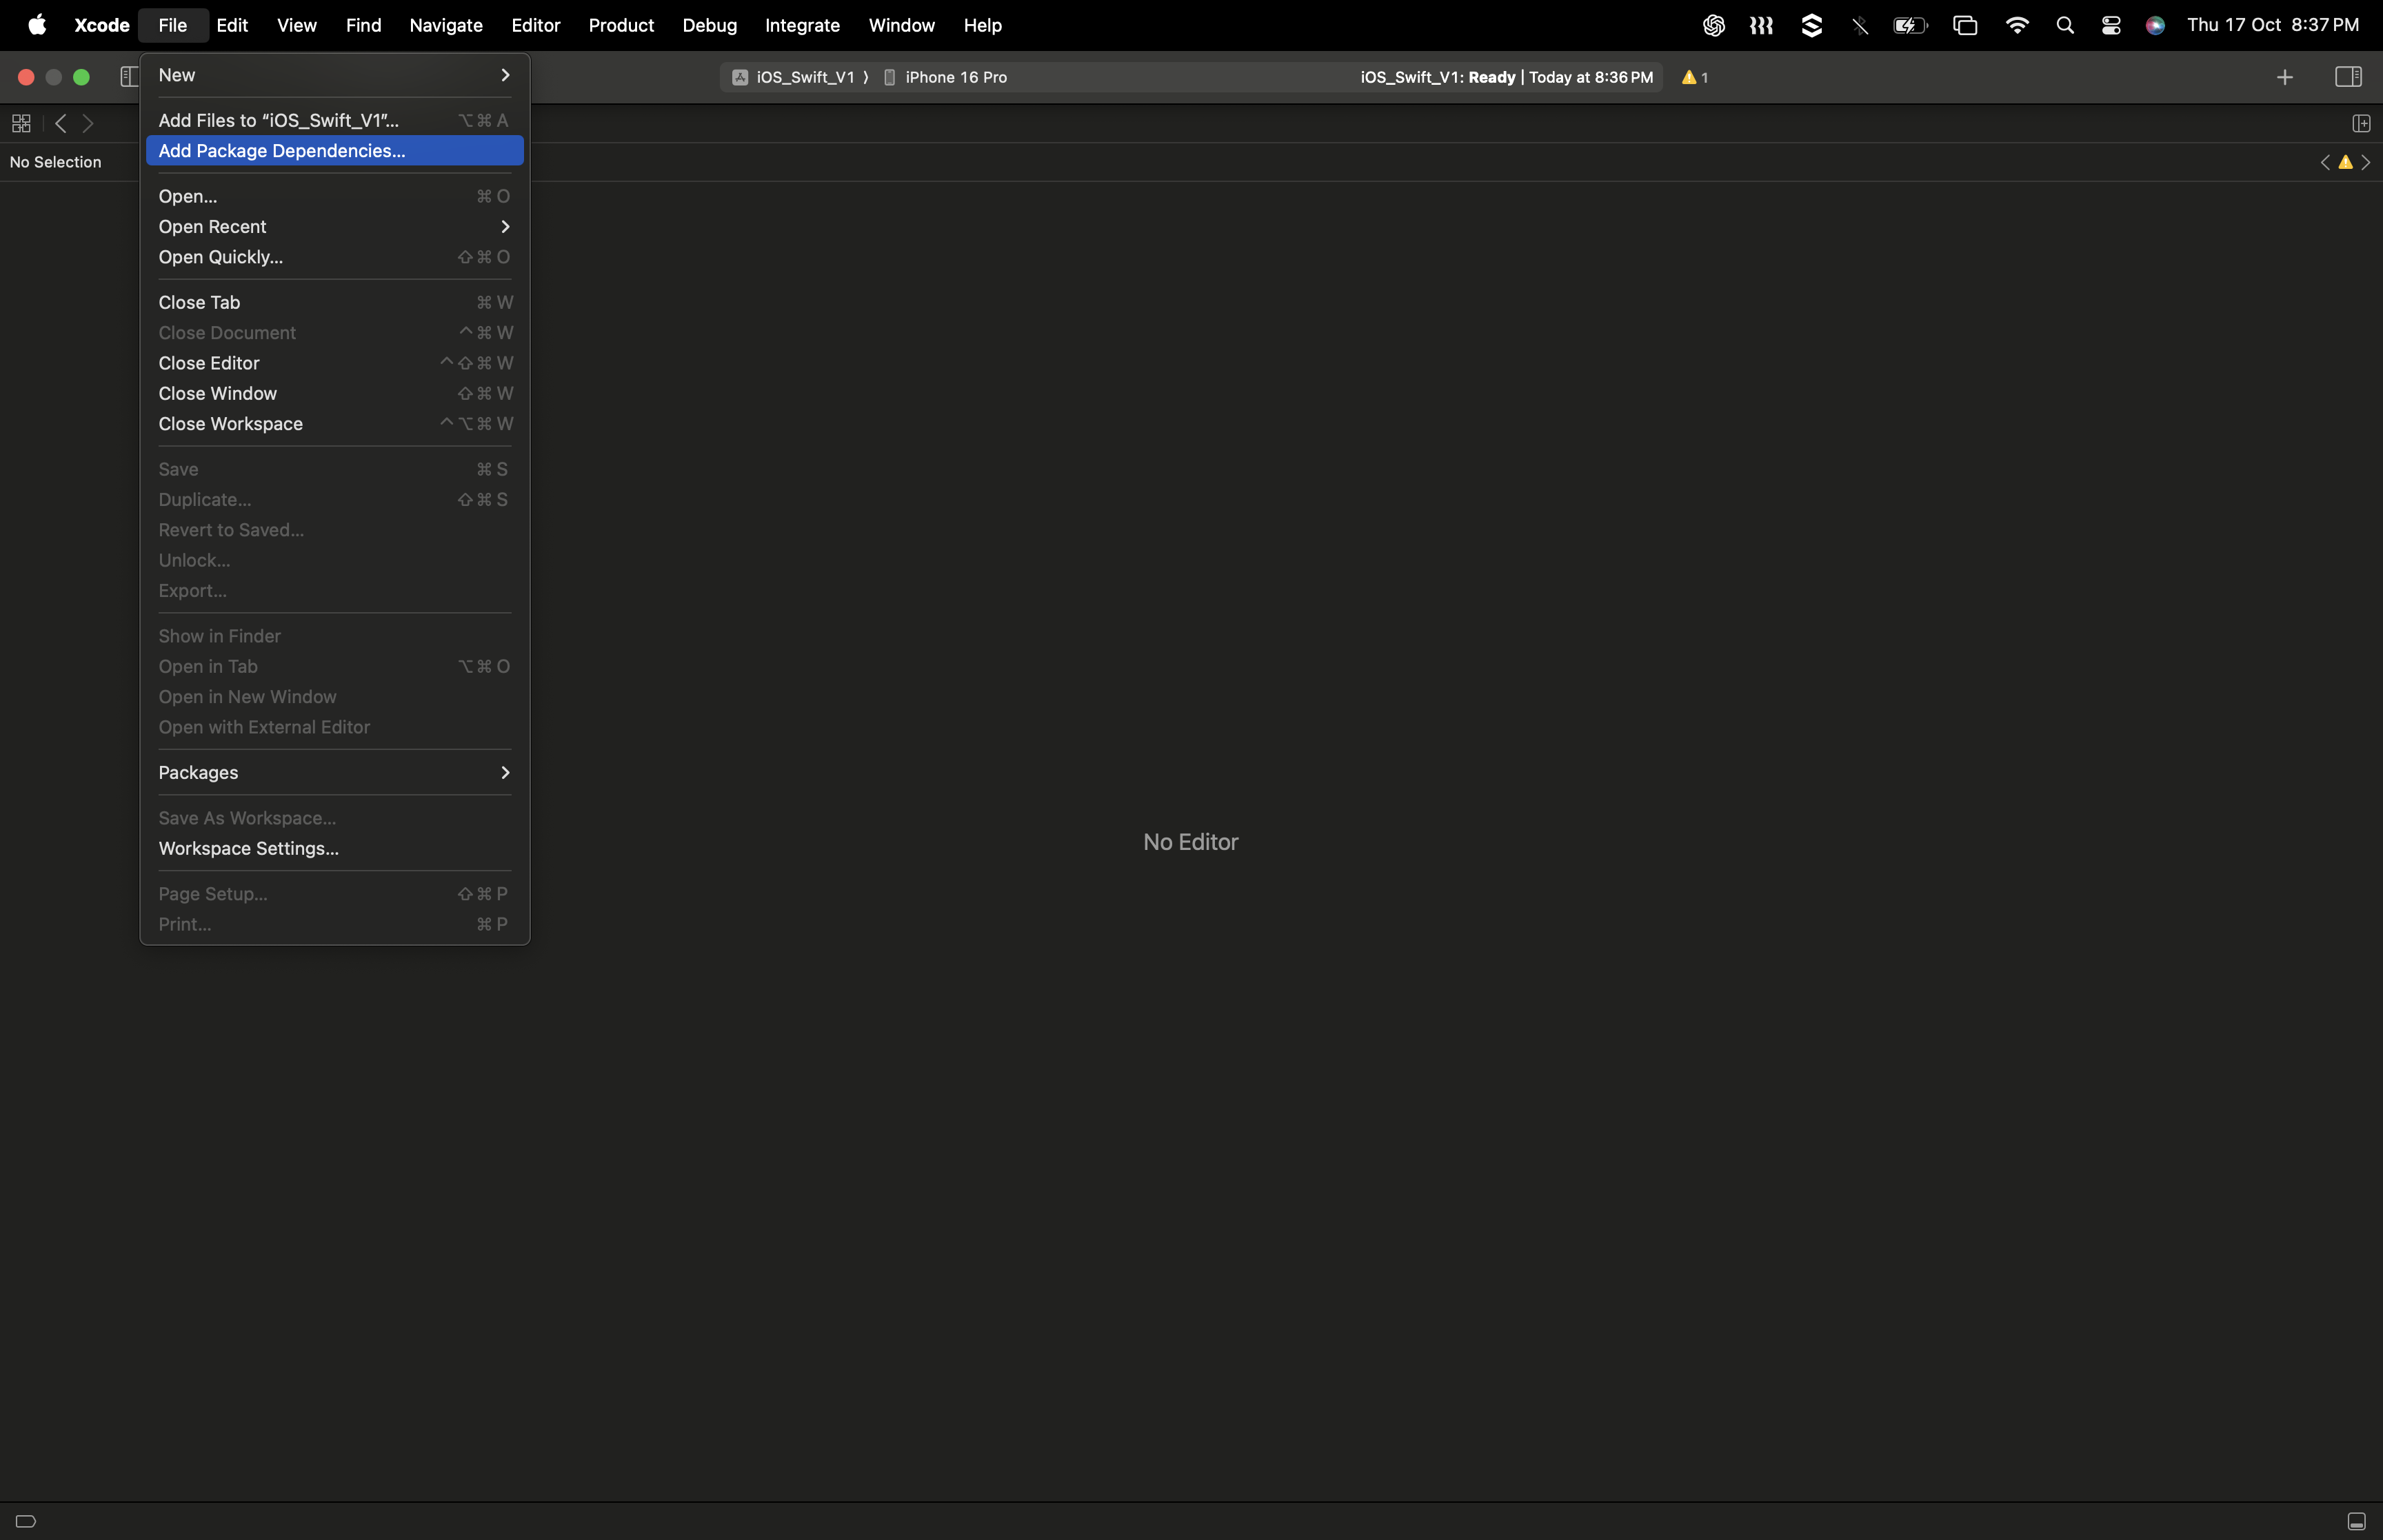 Xcode File Edit View Find Navigate Editor Product Debug Integrate Window Help Thu 17 Oct 8:37 PM
iOS_Swift_V1 ⟩ iPhone 16 Pro iOS_Swift_V1: Ready | Today at 8:36 PM 1
No Selection
New
Add Files to “iOS_Swift_V1”... ⌥⌘A
Add Package Dependencies...
Open... ⌘O
Open Recent
Open Quickly... ⇧⌘O
Close Tab ⌘W
Close Document ^⌘W
Close Editor ^⇧⌘W
Close Window ⇧⌘W
Close Workspace ^⌥⌘W
Save ⌘S
Duplicate... ⇧⌘S
Revert to Saved...
Unlock...
Export...
Show in Finder
Open in Tab ⌥⌘O
Open in New Window
Open with External Editor
Packages
Save As Workspace...
Workspace Settings...
Page Setup... ⇧⌘P
Print... ⌘P
No Editor